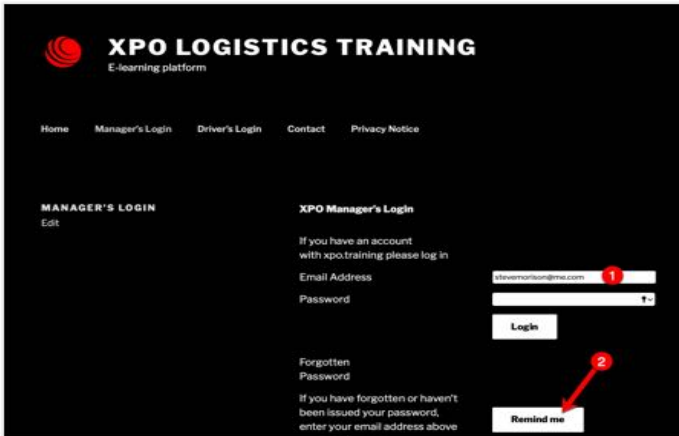 XPO LOGISTICS TRAINING
E-learning platform
Home Manager's Login Driver's Login Contact Privacy Notice
MANAGER'S LOGIN
Edit
XPO Manager's Login
If you have an account
with xpo.training please log in
Email Address stevemorison@me.com 1
Password
Login
Forgotten
Password
2
If you have forgotten or haven't
been issued your password,
enter your email address above
Remind me